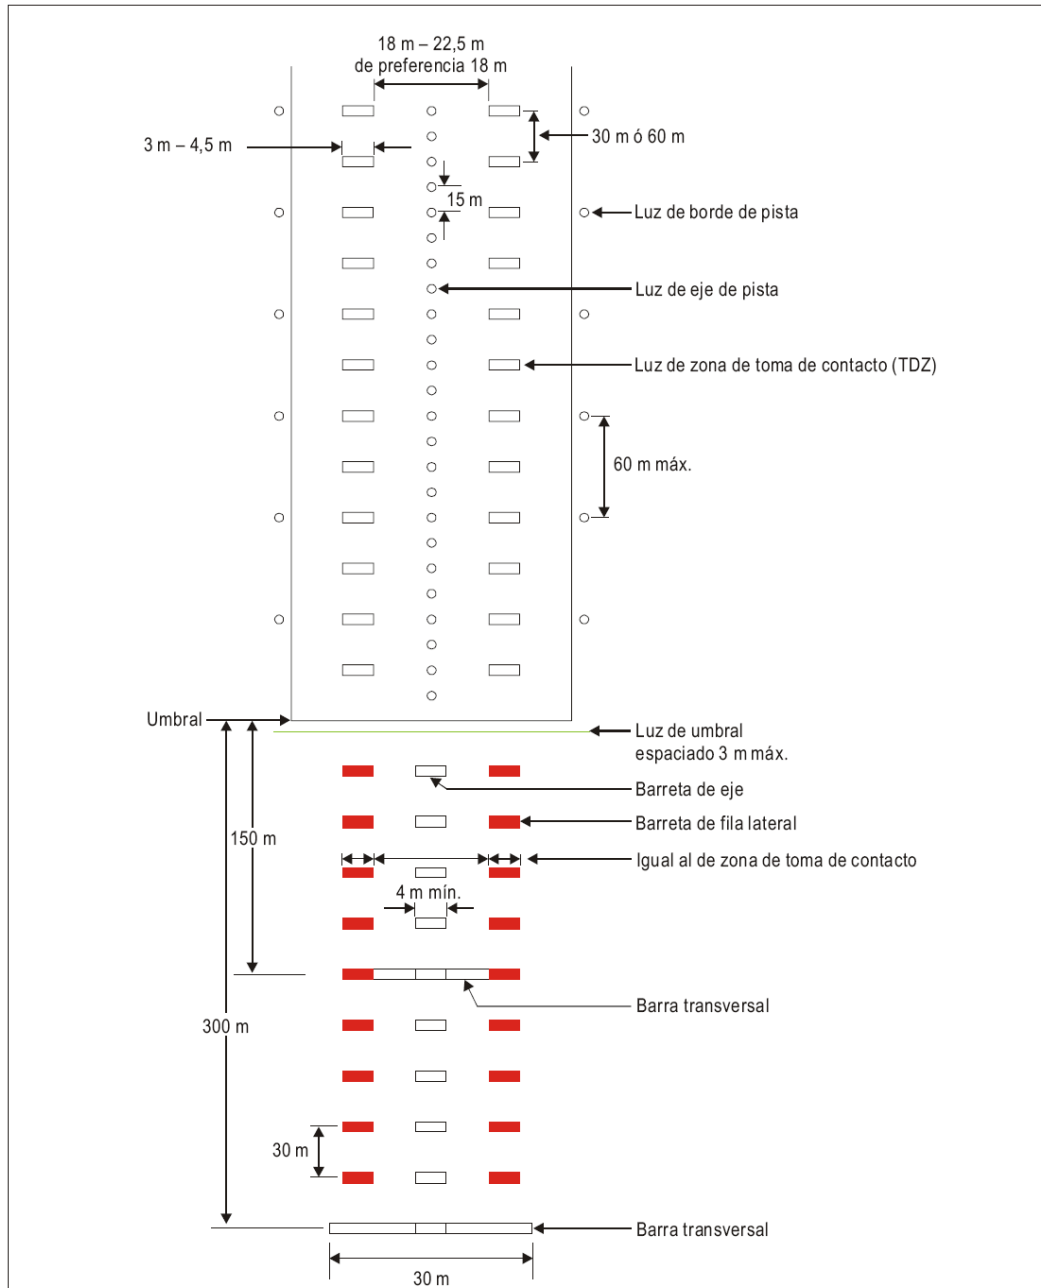 18 m – 22,5 m
de preferencia 18 m
3 m – 4,5 m
30 m ó 60 m
15 m
Luz de borde de pista
Luz de eje de pista
Luz de zona de toma de contacto (TDZ)
60 m máx.
Umbral
Luz de umbral
espaciado 3 m máx.
Barreta de eje
Barreta de fila lateral
150 m
Igual al de zona de toma de contacto
4 m mín.
Barra transversal
300 m
30 m
Barra transversal
30 m